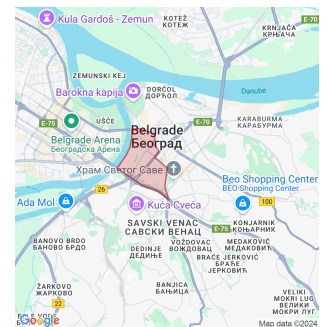 Kula Gardoš - Zemun
КОТЕŽ
КОТЕЖ
KRNJAČA
КРЊАЧА
ZEMUNSKI KEJ
Barokna kapija
E-70
DORĆOL
ДОРЋОЛ
Danube
E-75
UŠĆE
KARABURMA
КАРАБУРМА
Belgrade
Београд
Belgrade Arena
Београдска Арена
Храм Светог Саве
Beo Shopping Center
BEO Shopping Center
E-75
26
Ada Mol
Kuća Cveća
100
SAVSKI VENAC
САВСКИ ВЕНАЦ
KONJARNIK
КОЊАРНИК
BANOVO BRDO
БАНОВО БРДО
DEDINJE
ДЕДИЊЕ
VOŽDOVAC
ВОЖДОВАЦ
MEDAKOVIĆ
МЕДАКОВИЋ
BRAĆE JERKOVIĆ
БРАЋЕ
ЈЕРКОВИЋ
ŽARKOVO
ЖАРКОВО
BANJICA
БАЊИЦА
22
VELIKI
MOKRI LUG
ВЕЛИКИ
МОКРИ ЛУГ
Google
Map data ©2024